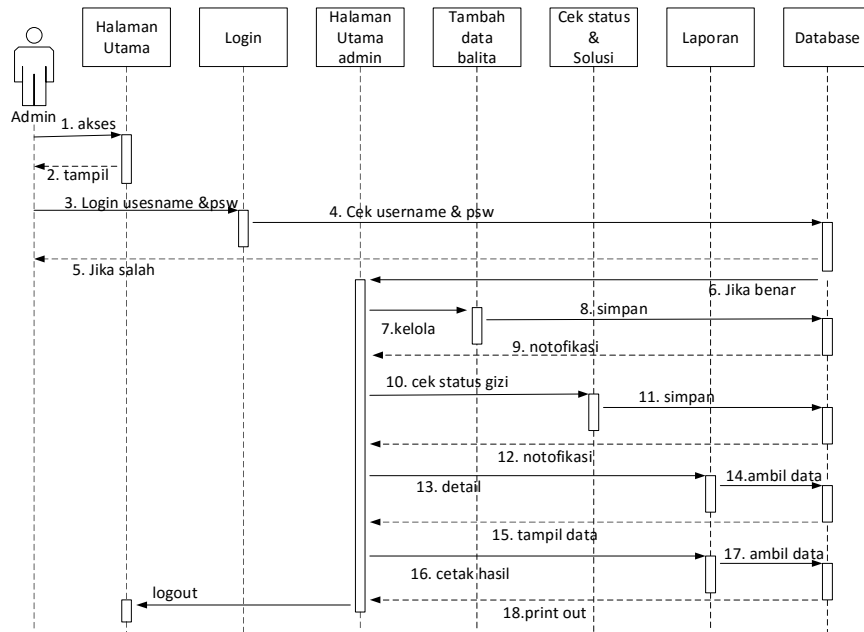 Halaman
Utama
Login
Halaman
Utama
admin
Tambah
data
balita
Cek status
&
Solusi
Laporan
Database
Admin
1. akses
2. tampil
3. Login usesname &psw
4. Cek username & psw
5. Jika salah
6. Jika benar
7.kelola
8. simpan
9. notofikasi
10. cek status gizi
11. simpan
12. notofikasi
13. detail
14.ambil data
15. tampil data
16. cetak hasil
17. ambil data
logout
18.print out